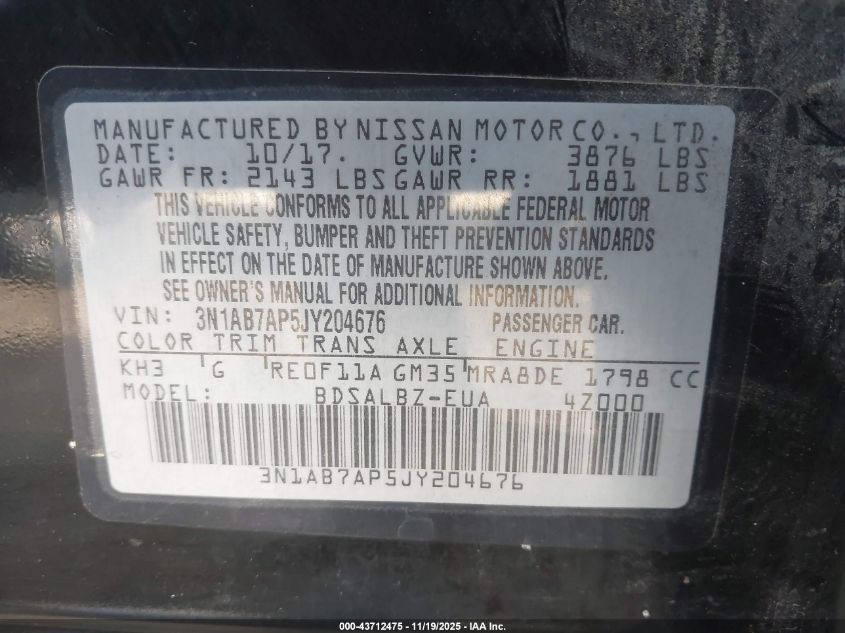 MANUFACTURED BY NISSAN MOTOR CO., LTD.
DATE: 10/17. GVWR: 3876 LBS
GAWR FR: 2143 LBS GAWR RR: 1881 LBS
THIS VEHICLE CONFORMS TO ALL APPLICABLE FEDERAL MOTOR
VEHICLE SAFETY, BUMPER AND THEFT PREVENTION STANDARDS
IN EFFECT ON THE DATE OF MANUFACTURE SHOWN ABOVE.
SEE OWNER'S MANUAL FOR ADDITIONAL INFORMATION.
VIN: 3N1AB7AP5JY204676 PASSENGER CAR.
COLOR TRIM TRANS AXLE ENGINE
KH3 G RE0F11A GM35 MRA8DE 1798 CC
MODEL: BDSALBZ-EUA 4Z000
3N1AB7AP5JY204676
000-43712475 - 11/19/2025 - IAA Inc.